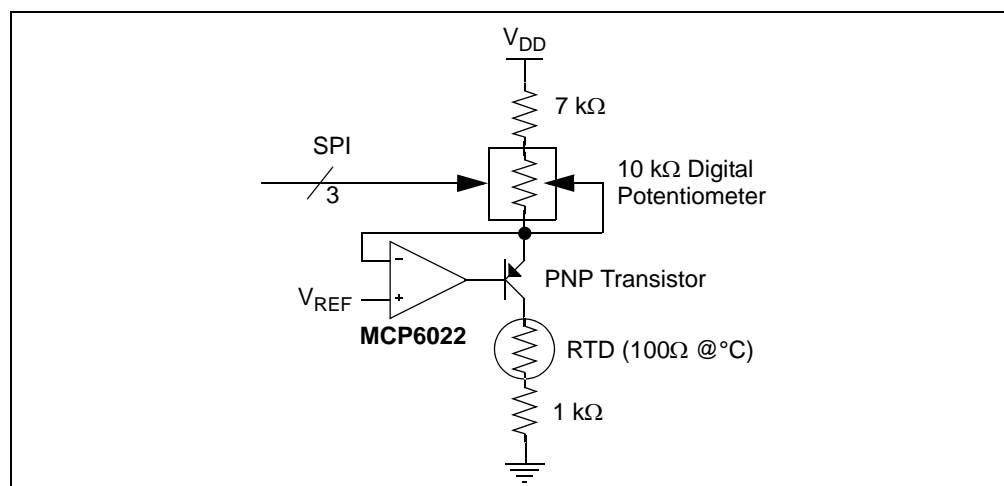 V_DD
7 kΩ
SPI
3
10 kΩ Digital
Potentiometer
-
PNP Transistor
V_REF
+
MCP6022
RTD (100Ω @°C)
1 kΩ